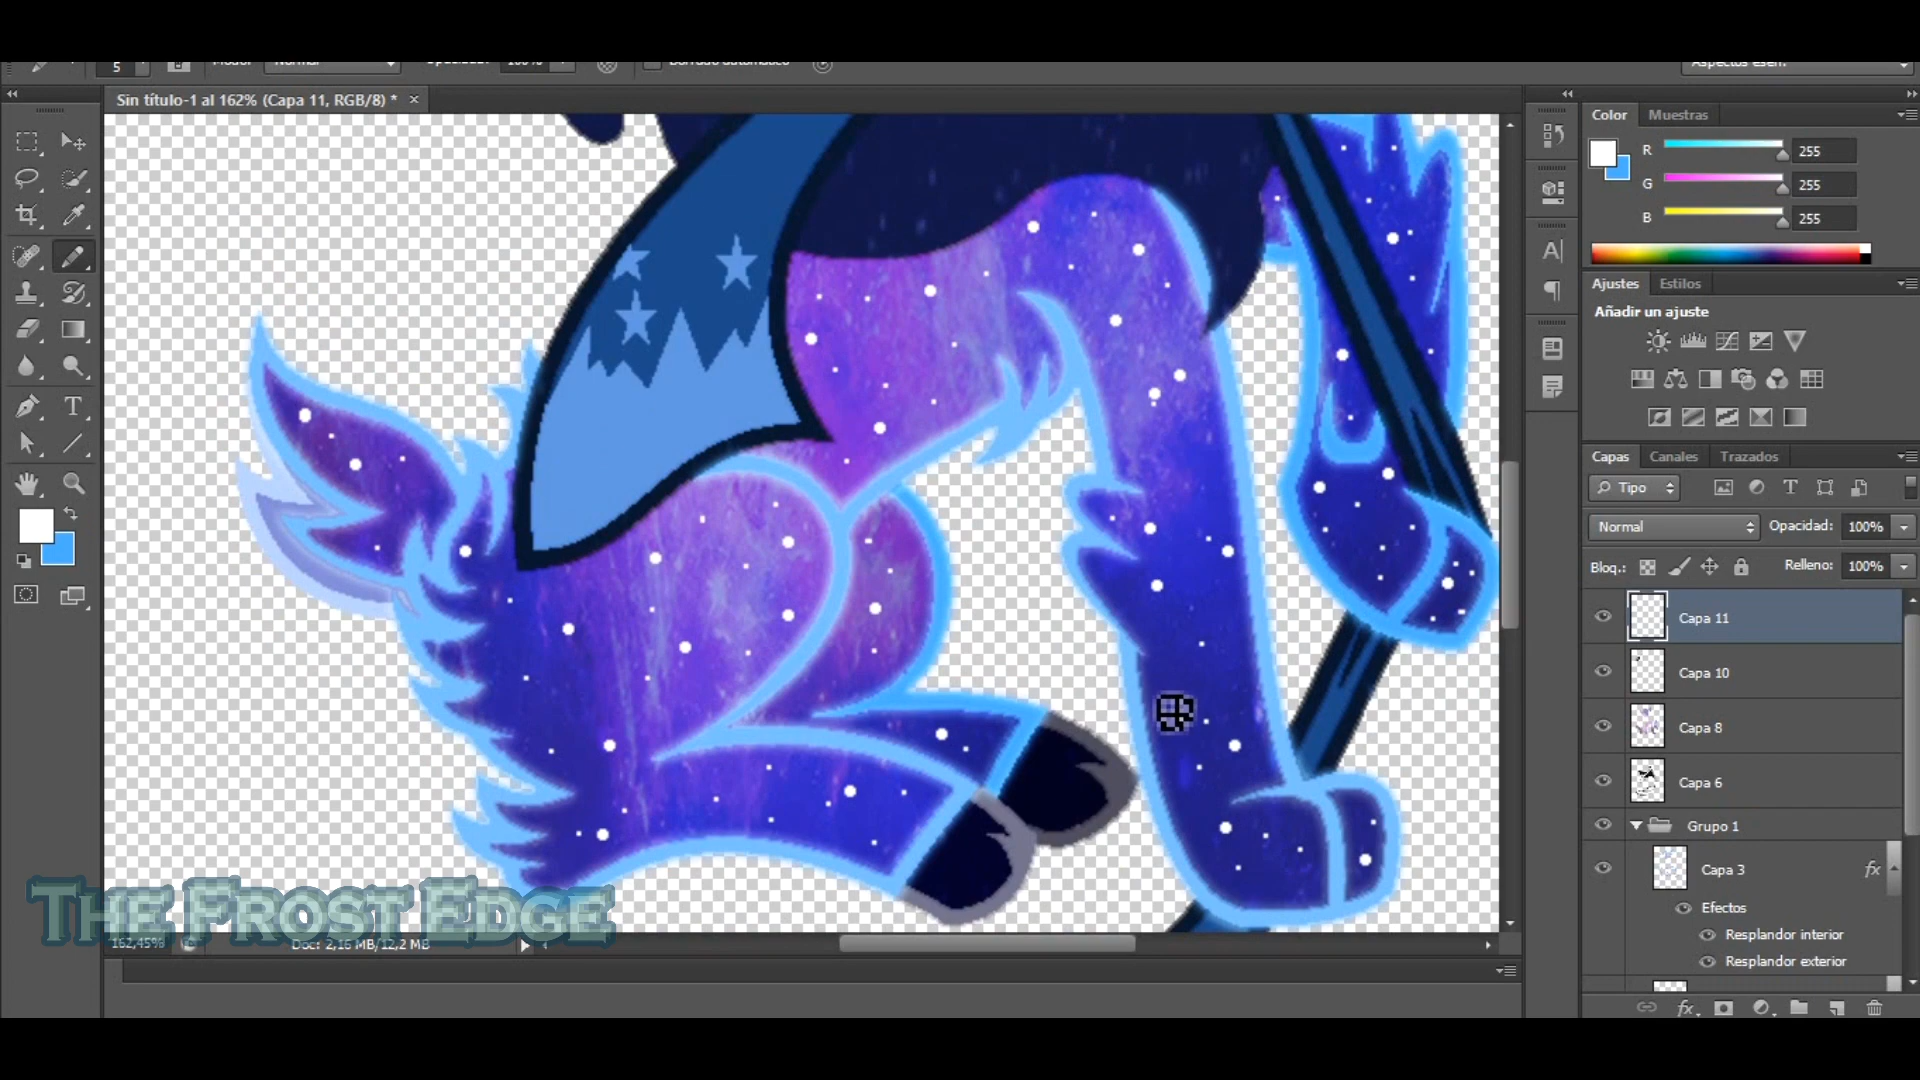 5 Modo: Normal Opacidad: 100% Borrado automático Aspectos esen.
Sin título-1 al 162% (Capa 11, RGB/8) * ×
Color Muestras
R 255
G 255
B 255
Ajustes Estilos
Añadir un ajuste
Capas Canales Trazados
Tipo
Normal Opacidad: 100%
Bloq.: Relleno: 100%
Capa 11
Capa 10
Capa 8
Capa 6
Grupo 1
Capa 3 fx
Efectos
Resplandor interior
Resplandor exterior
The Frost Edge
162,45% Doc: 2,16 MB/12,2 MB